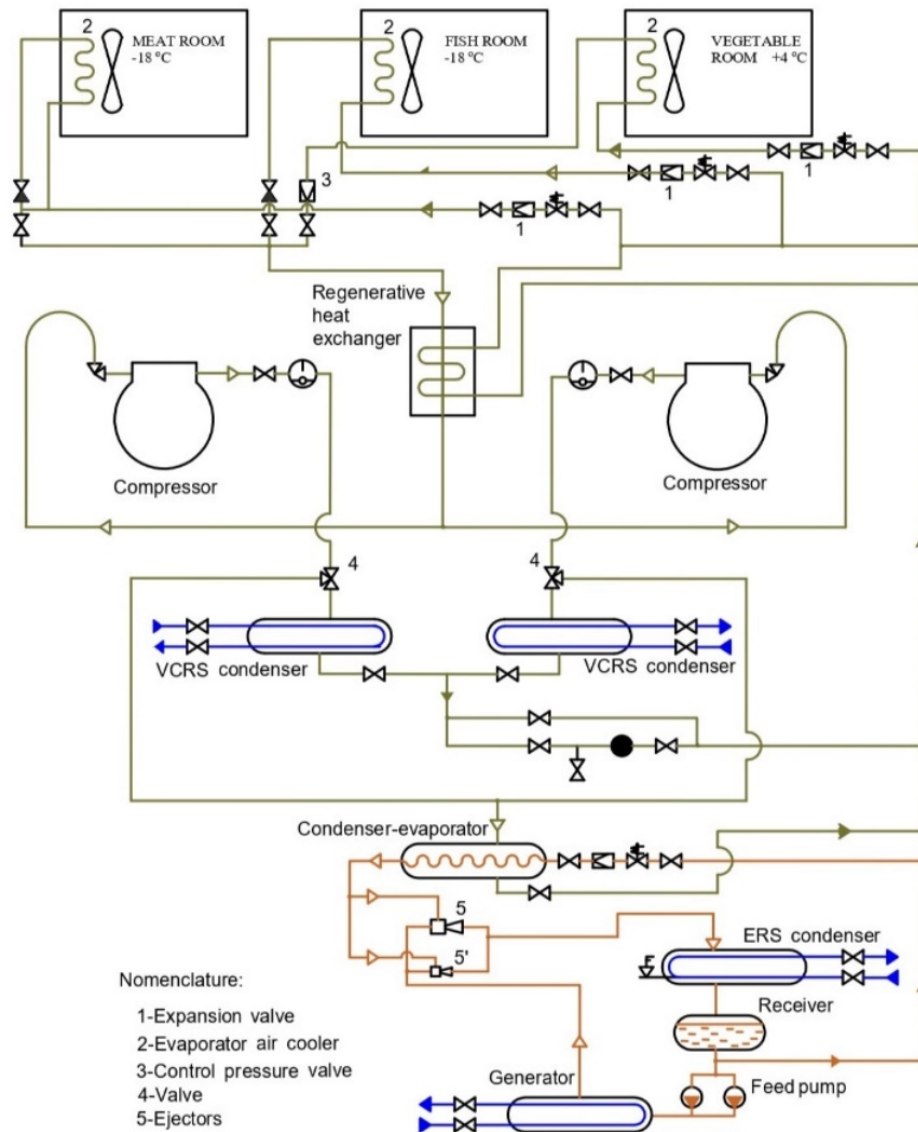 2
MEAT ROOM
-18 °C
2
FISH ROOM
-18 °C
2
VEGETABLE
ROOM +4 °C
1
1
1
3
Regenerative
heat
exchanger
Compressor
Compressor
4
4
VCRS condenser
VCRS condenser
Condenser-evaporator
5
5'
ERS condenser
Receiver
Feed pump
Generator
Nomenclature:
1-Expansion valve
2-Evaporator air cooler
3-Control pressure valve
4-Valve
5-Ejectors